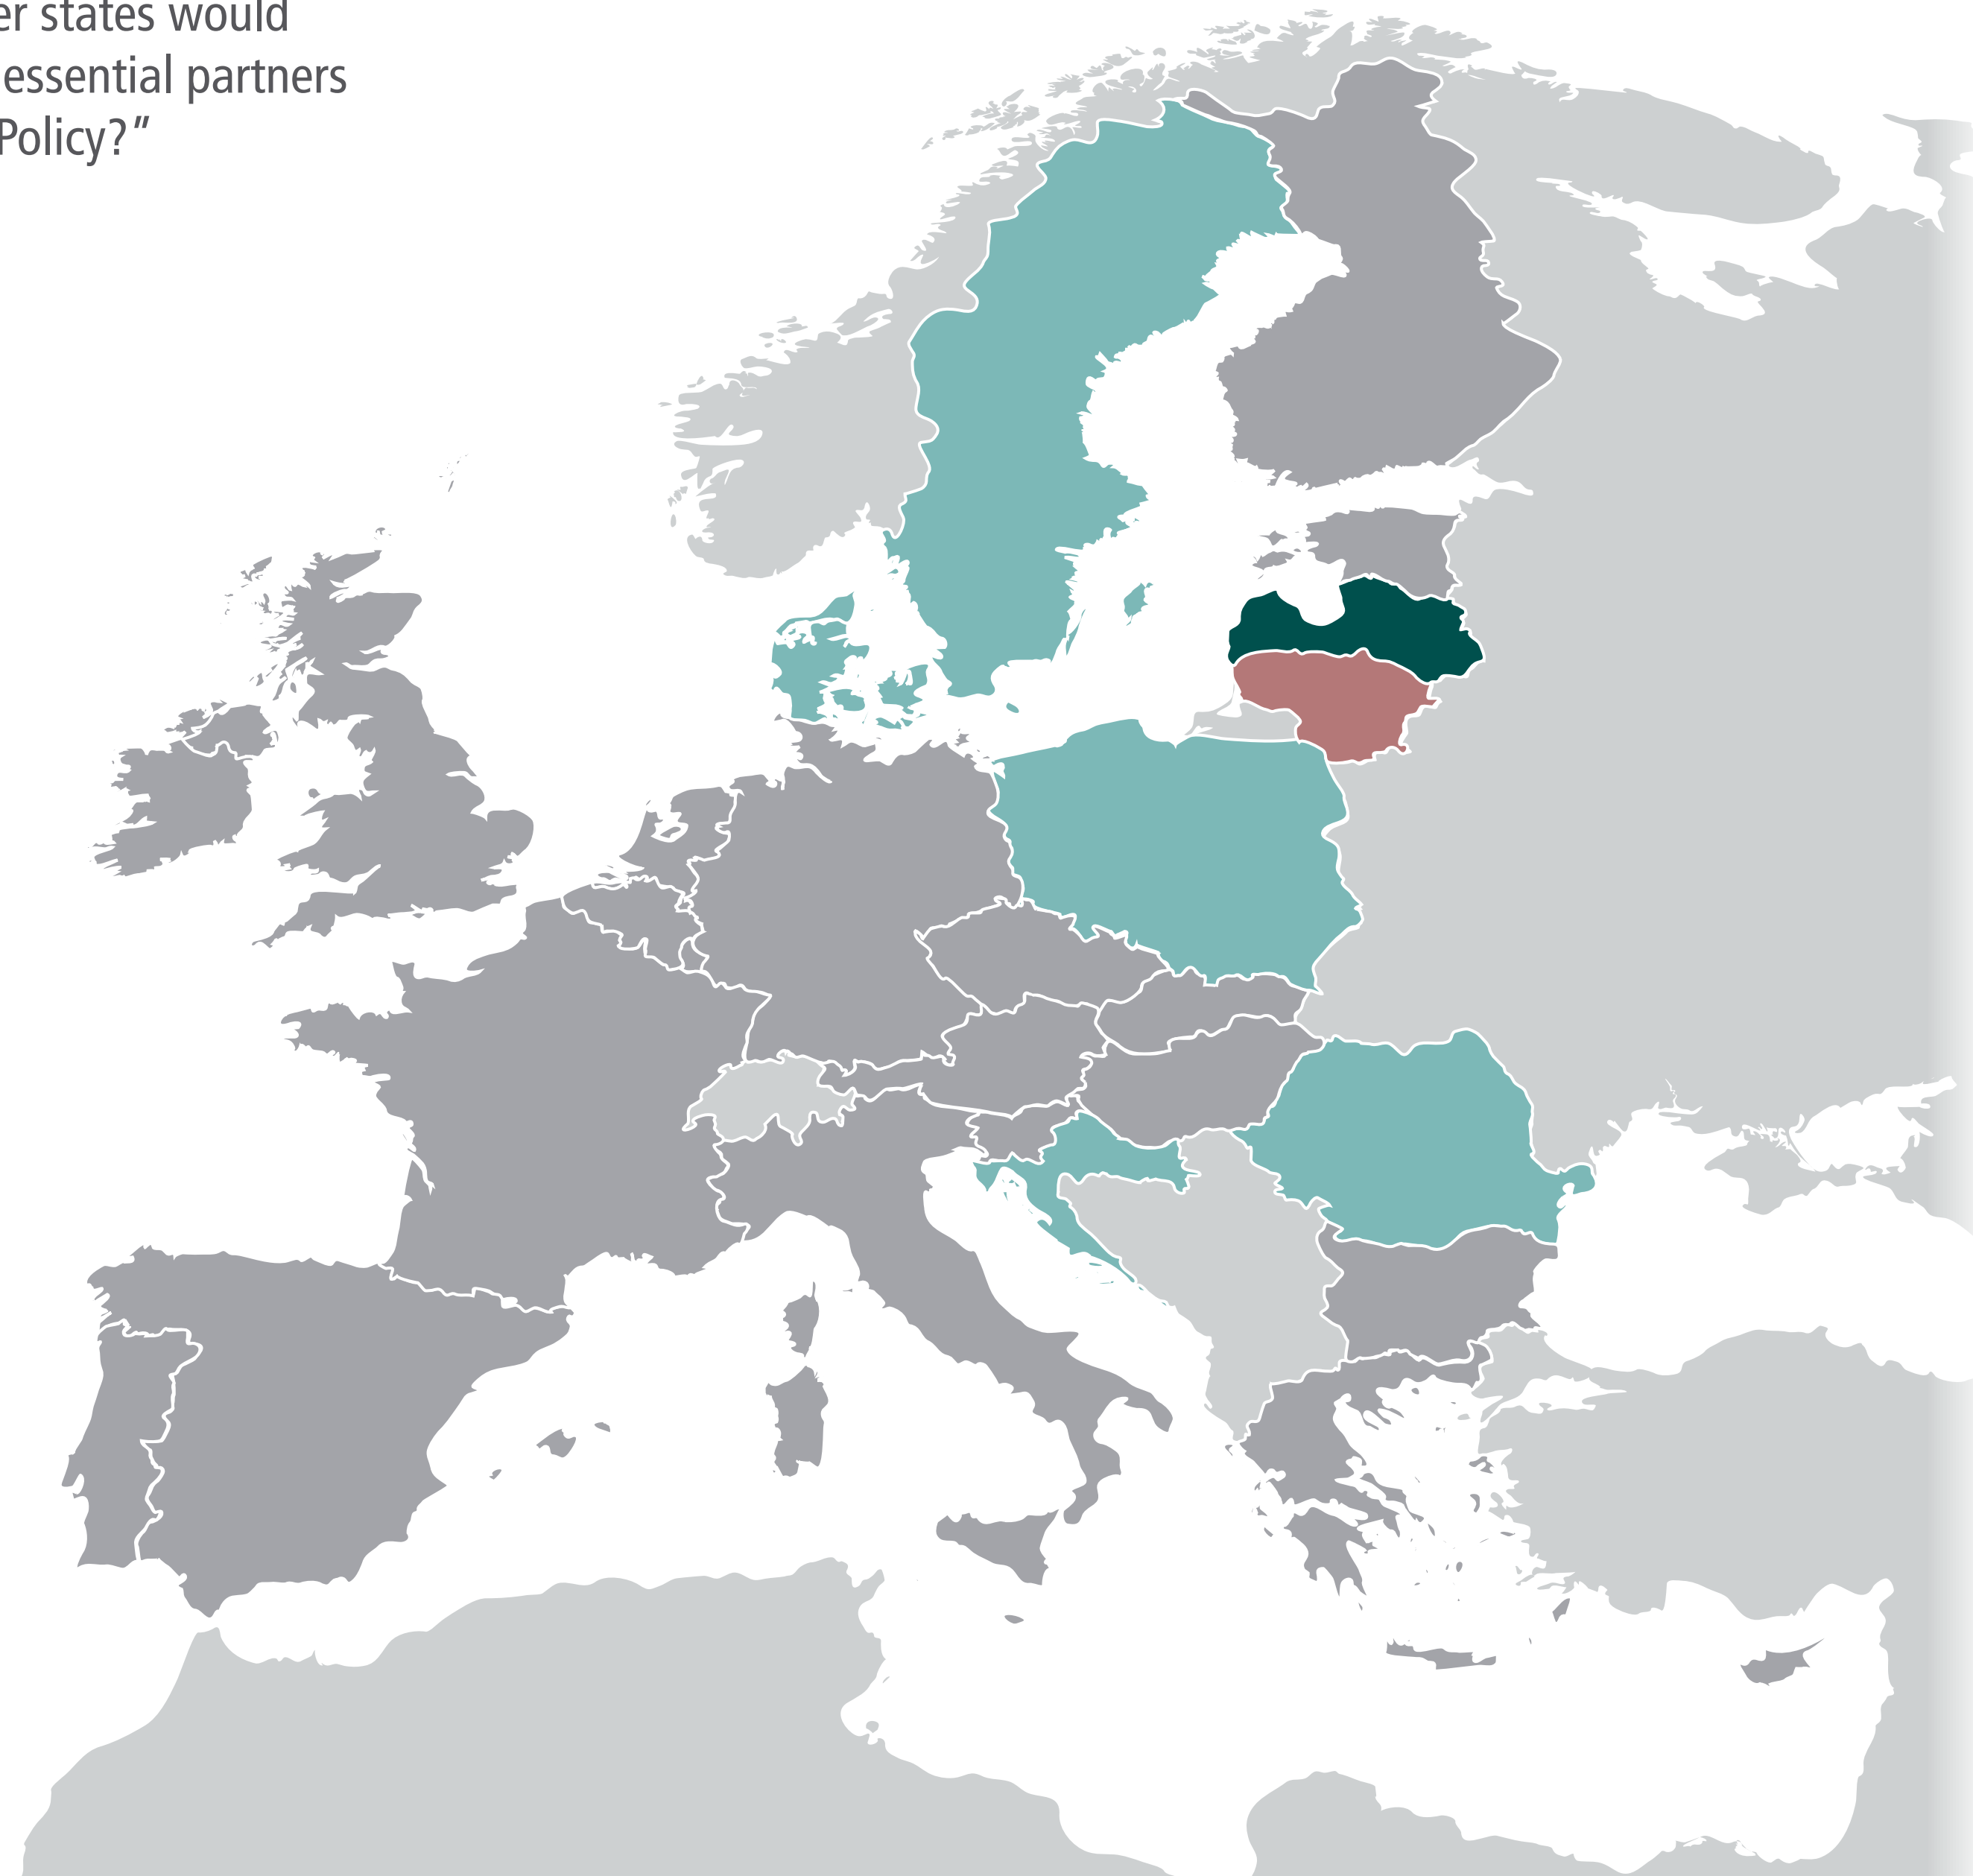 er states would
essential partners
Policy?”